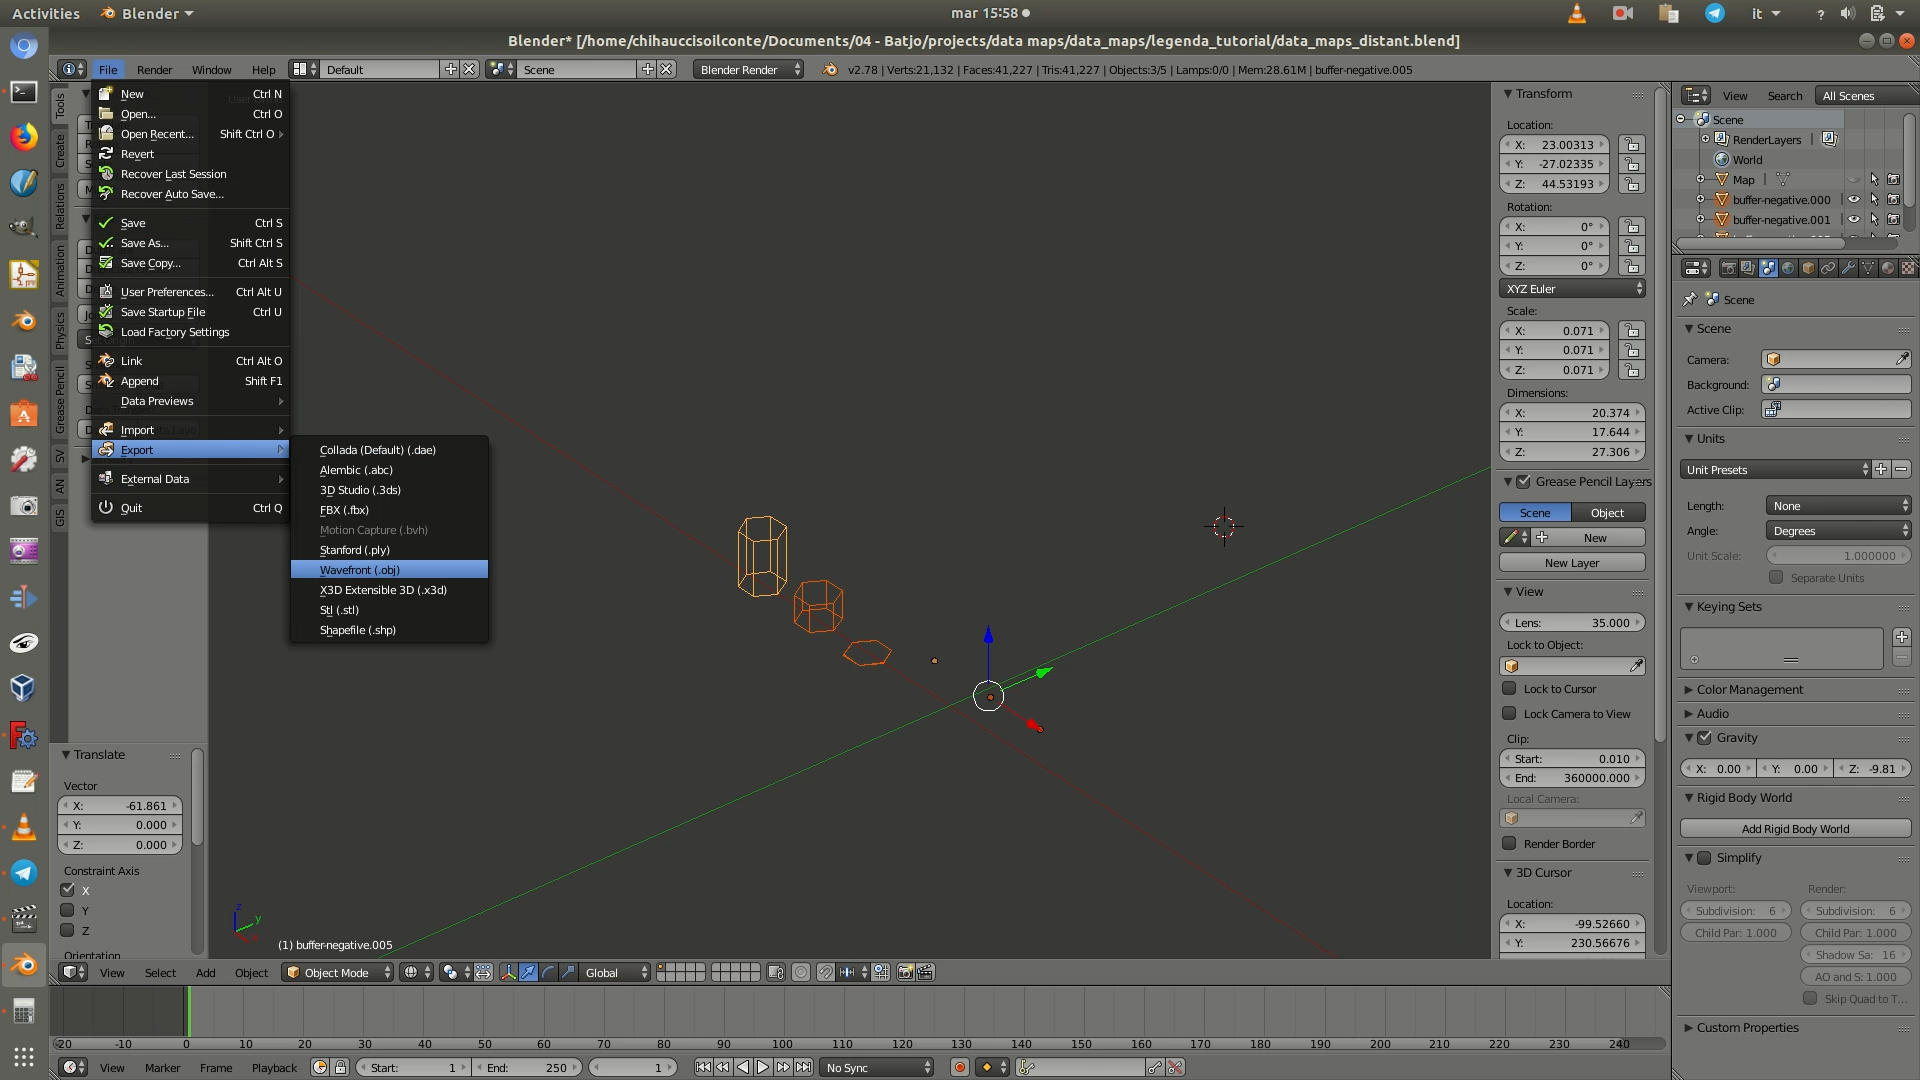 Activities
Blender
mar 15:58
it
Blender* [/home/chihauccisoilconte/Documents/04 - Batjo/projects/data maps/data_maps/legenda_tutorial/data_maps_distant.blend]
File Render Window Help Default Scene Blender Render v2.78 | Verts:21,132 | Faces:41,227 | Tris:41,227 | Objects:3/5 | Lamps:0/0 | Mem:28.61M | buffer-negative.005
New Ctrl N
Open... Ctrl O
Open Recent... Shift Ctrl O
Revert
Recover Last Session
Recover Auto Save...
Save Ctrl S
Save As... Shift Ctrl S
Save Copy... Ctrl Alt S
User Preferences... Ctrl Alt U
Save Startup File Ctrl U
Load Factory Settings
Link Ctrl Alt O
Append Shift F1
Data Previews
Import
Export
External Data
Quit Ctrl Q
Collada (Default) (.dae)
Alembic (.abc)
3D Studio (.3ds)
FBX (.fbx)
Motion Capture (.bvh)
Stanford (.ply)
Wavefront (.obj)
X3D Extensible 3D (.x3d)
Stl (.stl)
Shapefile (.shp)
Tools
Create
Relations
Animation
Physics
Grease Pencil
SV
AN
GIS
Translate
Vector
X: -61.861
Y: 0.000
Z: 0.000
Constraint Axis
X
Y
Z
Orientation
z
y
x
(1) buffer-negative.005
Transform
Location:
X: 23.00313
Y: -27.02335
Z: 44.53193
Rotation:
X: 0°
Y: 0°
Z: 0°
XYZ Euler
Scale:
X: 0.071
Y: 0.071
Z: 0.071
Dimensions:
X: 20.374
Y: 17.644
Z: 27.306
Grease Pencil Layers
Scene Object
New
New Layer
View
Lens: 35.000
Lock to Object:
Lock to Cursor
Lock Camera to View
Clip:
Start: 0.010
End: 360000.000
Local Camera:
Render Border
3D Cursor
Location:
X: -99.52660
Y: 230.56676
View Search All Scenes
Scene
RenderLayers
World
Map
buffer-negative.000
buffer-negative.001
Scene
Scene
Camera:
Background:
Active Clip:
Units
Unit Presets
Length: None
Angle: Degrees
Unit Scale: 1.000000
Separate Units
Keying Sets
Color Management
Audio
Gravity
X: 0.00 Y: 0.00 Z: -9.81
Rigid Body World
Add Rigid Body World
Simplify
Viewport: Render:
Subdivision: 6 Subdivision: 6
Child Par: 1.000 Child Par: 1.000
Shadow Sa: 16
AO and S: 1.000
Skip Quad to T...
Custom Properties
View Select Add Object Object Mode Global
-20 -10 0 10 20 30 40 50 60 70 80 90 100 110 120 130 140 150 160 170 180 190 200 210 220 230 240
View Marker Frame Playback Start: 1 End: 250 1 No Sync